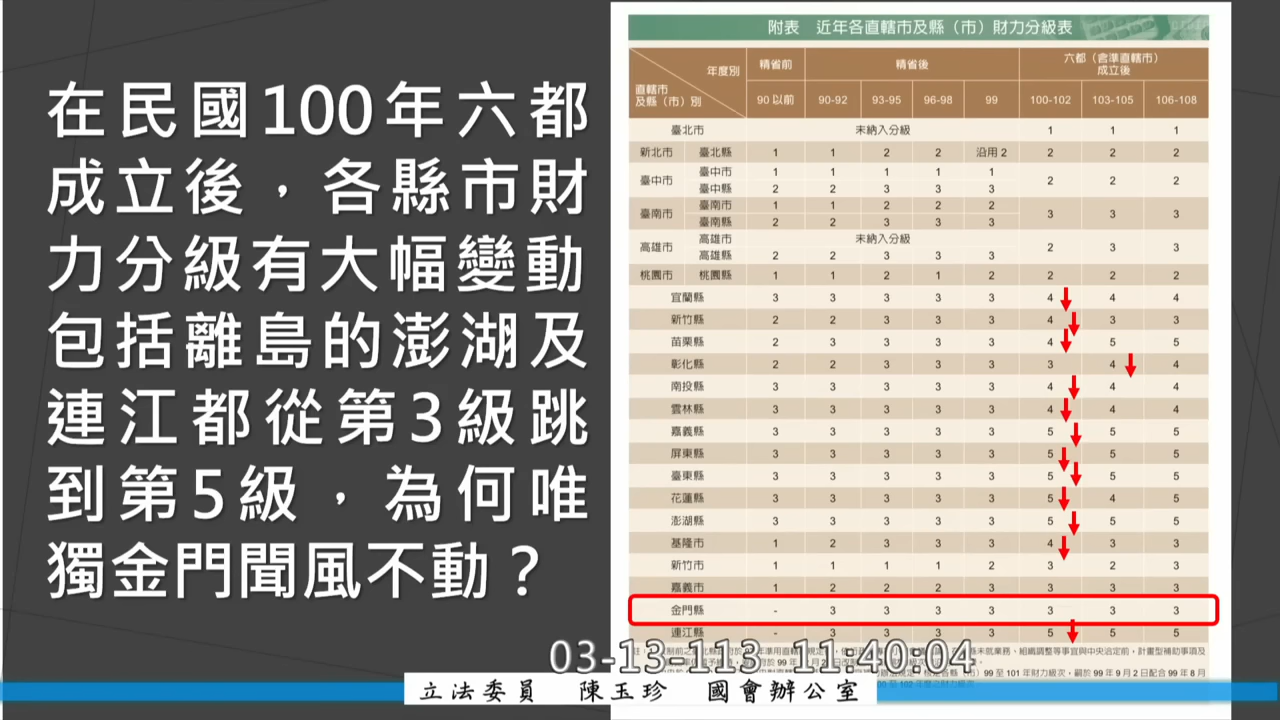 在民國100年六都
成立後，各縣市財
力分級有大幅變動
包括離島的澎湖及
連江都從第3級跳
到第5級，為何唯
獨金門聞風不動？
附表 近年各直轄市及縣（市）財力分級表
年度別 精省前 精省後 六都（含準直轄市）成立後
直轄市及縣（市）別 90以前 90-92 93-95 96-98 99 100-102 103-105 106-108
臺北市 未納入分級 1 1 1
新北市 臺北縣 1 1 2 2 沿用2 2 2 2
臺中市 臺中市 1 1 1 1 1 2 2 2
臺中縣 2 2 3 3 3
臺南市 臺南市 1 1 2 2 2 3 3 3
臺南縣 2 2 3 3 3
高雄市 高雄市 未納入分級 2 3 3
高雄縣 2 2 3 3 3
桃園市 桃園縣 1 1 2 1 2 2 2 2
宜蘭縣 3 3 3 3 3 4 4 4
新竹縣 2 2 3 3 3 4 3 3
苗栗縣 2 2 3 3 3 4 5 5
彰化縣 2 2 3 3 3 3 4 4
南投縣 3 3 3 3 3 4 4 4
雲林縣 3 3 3 3 3 4 4 4
嘉義縣 3 3 3 3 3 5 5 5
屏東縣 3 3 3 3 3 5 5 5
臺東縣 3 3 3 3 3 5 5 5
花蓮縣 3 3 3 3 3 5 4 5
澎湖縣 3 3 3 3 3 5 5 5
基隆市 1 2 3 3 3 4 3 3
新竹市 1 1 1 1 2 3 2 3
嘉義市 1 2 2 2 3 3 3 3
金門縣 - 3 3 3 3 3 3 3
連江縣 - 3 3 3 3 5 5 5
03-13-113 11:40:04
立法委員 陳玉珍 國會辦公室